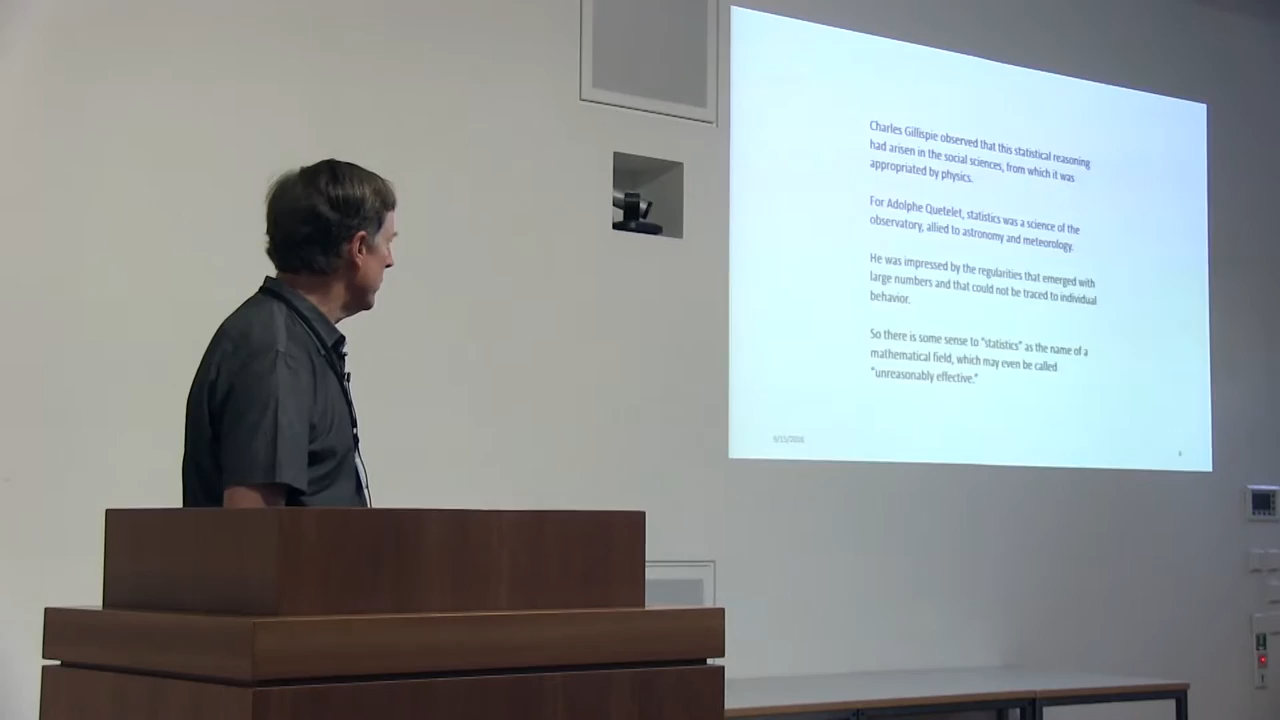 Charles Gillispie observed that this statistical reasoning
had arisen in the social sciences, from which it was
appropriated by physics.
For Adolphe Quetelet, statistics was a science of the
observatory, allied to astronomy and meteorology.
He was impressed by the regularities that emerged with
large numbers and that could not be traced to individual
behavior.
So there is some sense to "statistics" as the name of a
mathematical field, which may even be called
"unreasonably effective."